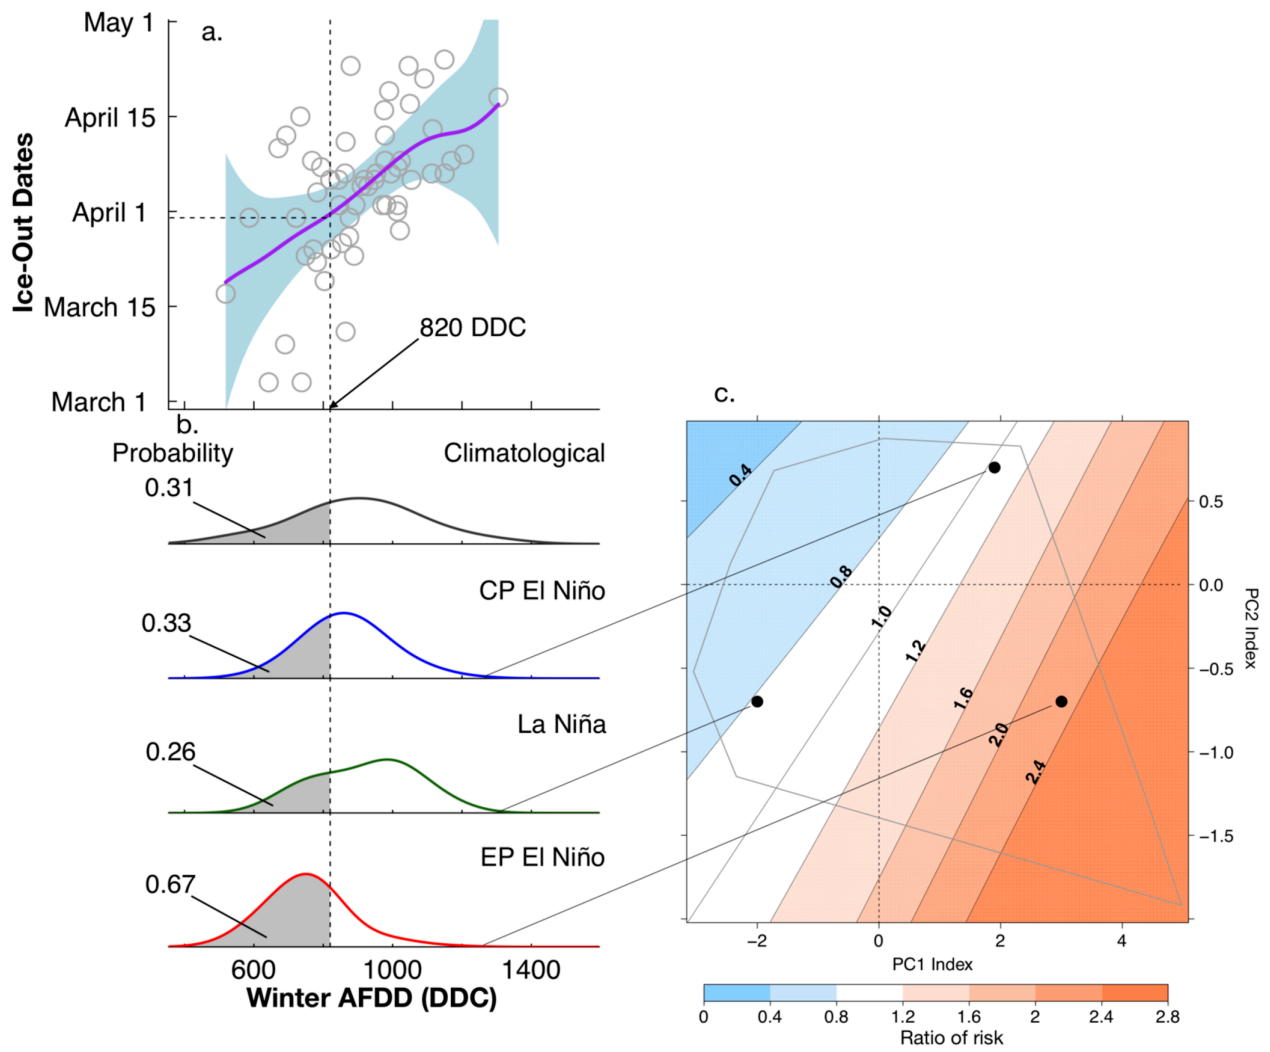 a.
May 1
April 15
April 1
March 15
March 1
Ice-Out Dates
820 DDC
b.
Probability Climatological
0.31
CP El Niño
0.33
La Niña
0.26
EP El Niño
0.67
600 1000 1400
Winter AFDD (DDC)
c.
0.4
0.8
1.0
1.2
1.6
2.0
2.4
0.5
0.0
−0.5
−1.0
−1.5
PC2 Index
−2 0 2 4
PC1 Index
0 0.4 0.8 1.2 1.6 2 2.4 2.8
Ratio of risk